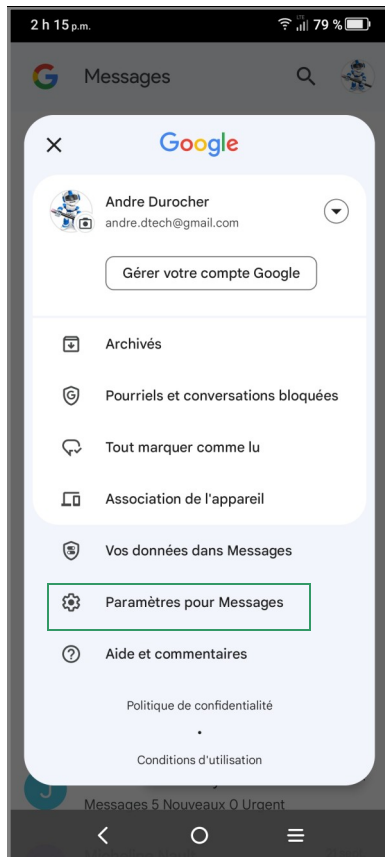 2 h 15 p.m. LTE 79 %
Messages
Google
Andre Durocher
andre.dtech@gmail.com
Gérer votre compte Google
Archivés
Pourriels et conversations bloquées
Tout marquer comme lu
Association de l'appareil
Vos données dans Messages
Paramètres pour Messages
Aide et commentaires
Politique de confidentialité
•
Conditions d'utilisation
J
Messages 5 Nouveaux 0 Urgent